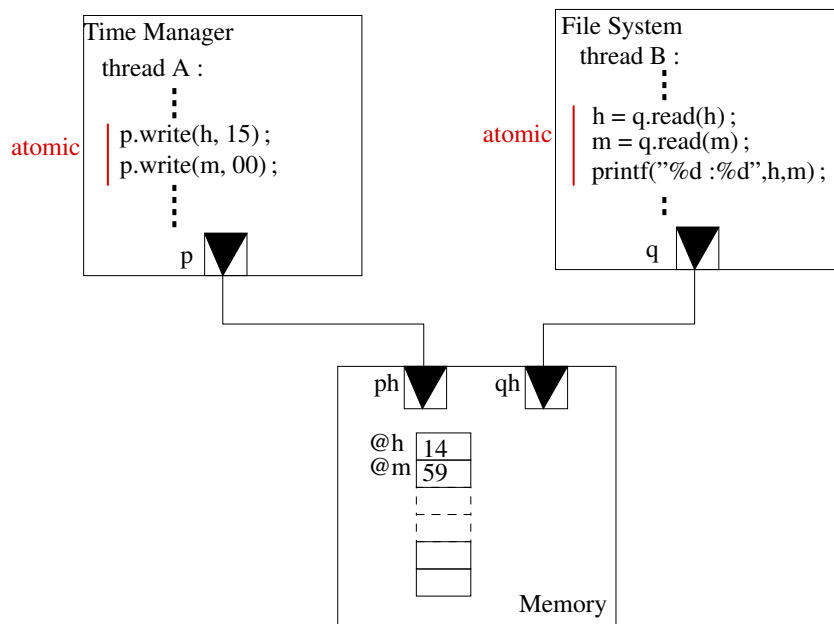 Time Manager
thread A :
atomic
p.write(h, 15) ;
p.write(m, 00) ;
p
File System
thread B :
atomic
h = q.read(h) ;
m = q.read(m) ;
printf(”%d :%d”,h,m) ;
q
ph
qh
@h 14
@m 59
Memory